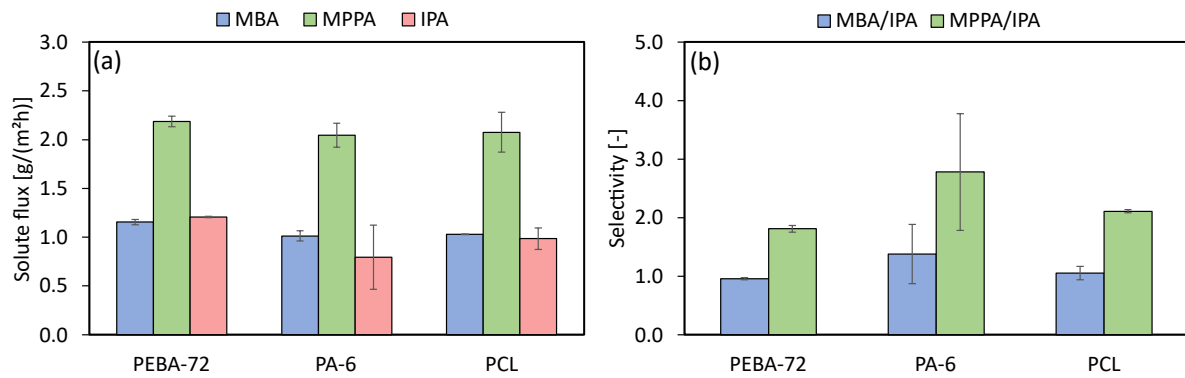 MBA MPPA IPA
(a)
Solute flux [g/(m²h)]
3.0
2.5
2.0
1.5
1.0
0.5
0.0
PEBA-72 PA-6 PCL
MBA/IPA MPPA/IPA
(b)
Selectivity [-]
5.0
4.0
3.0
2.0
1.0
0.0
PEBA-72 PA-6 PCL